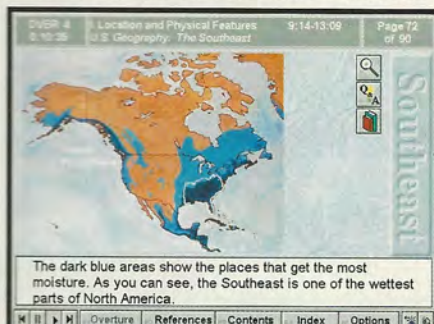 OVER 4
1 Location and Physical Features
9:14-13:09
Page 72
0:10:35
U.S. Geography: The Southeast
of 90
Q & A
Southeast
The dark blue areas show the places that get the most
moisture. As you can see, the Southeast is one of the wettest
parts of North America.
Overture
References
Contents
Index
Options